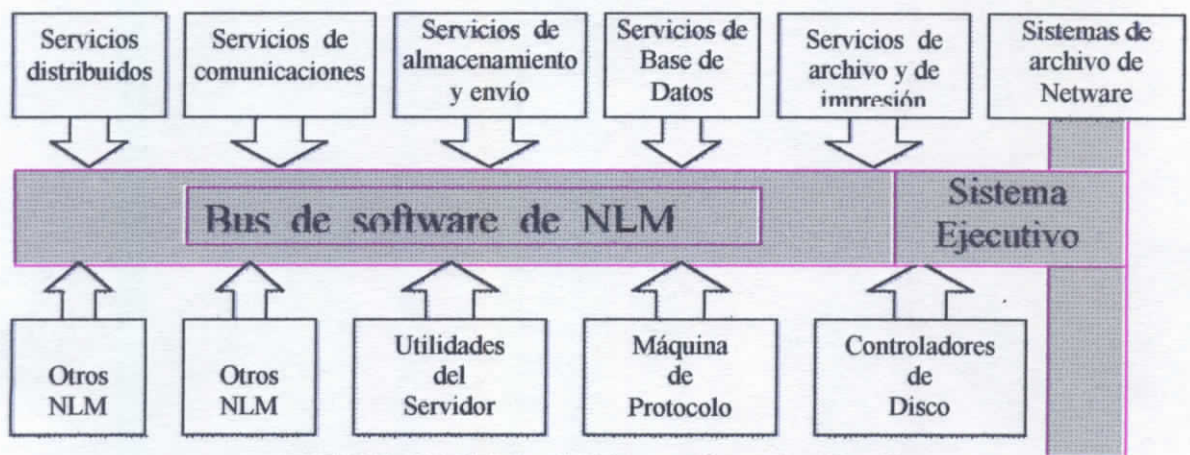 Servicios
distribuidos
Servicios de
comunicaciones
Servicios de
almacenamiento
y envío
Servicios de
Base de
Datos
Servicios de
archivo y de
impresión
Sistemas de
archivo de
Netware
Bus de software de NLM
Sistema
Ejecutivo
Otros
NLM
Otros
NLM
Utilidades
del
Servidor
Máquina
de
Protocolo
Controladores
de
Disco